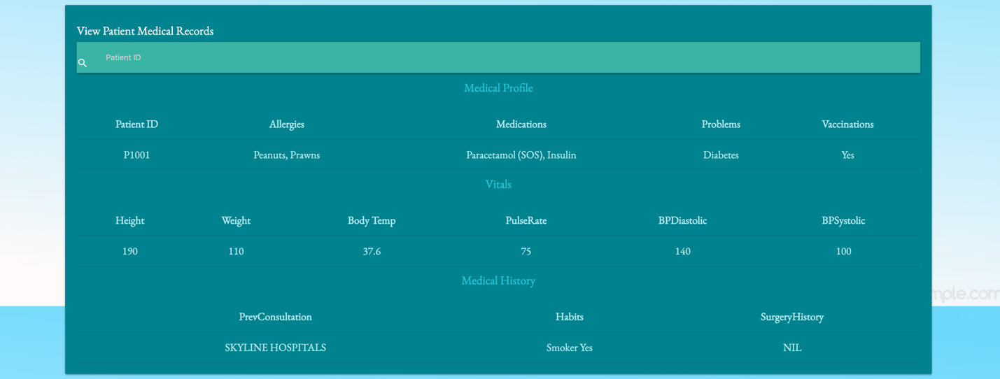 View Patient Medical Records
Patient ID
Medical Profile
Patient ID Allergies Medications Problems Vaccinations
P1001 Peanuts, Prawns Paracetamol (SOS), Insulin Diabetes Yes
Vitals
Height Weight Body Temp PulseRate BPDiastolic BPSystolic
190 110 37.6 75 140 100
Medical History
mple.com
PrevConsultation Habits SurgeryHistory
SKYLINE HOSPITALS Smoker Yes NIL